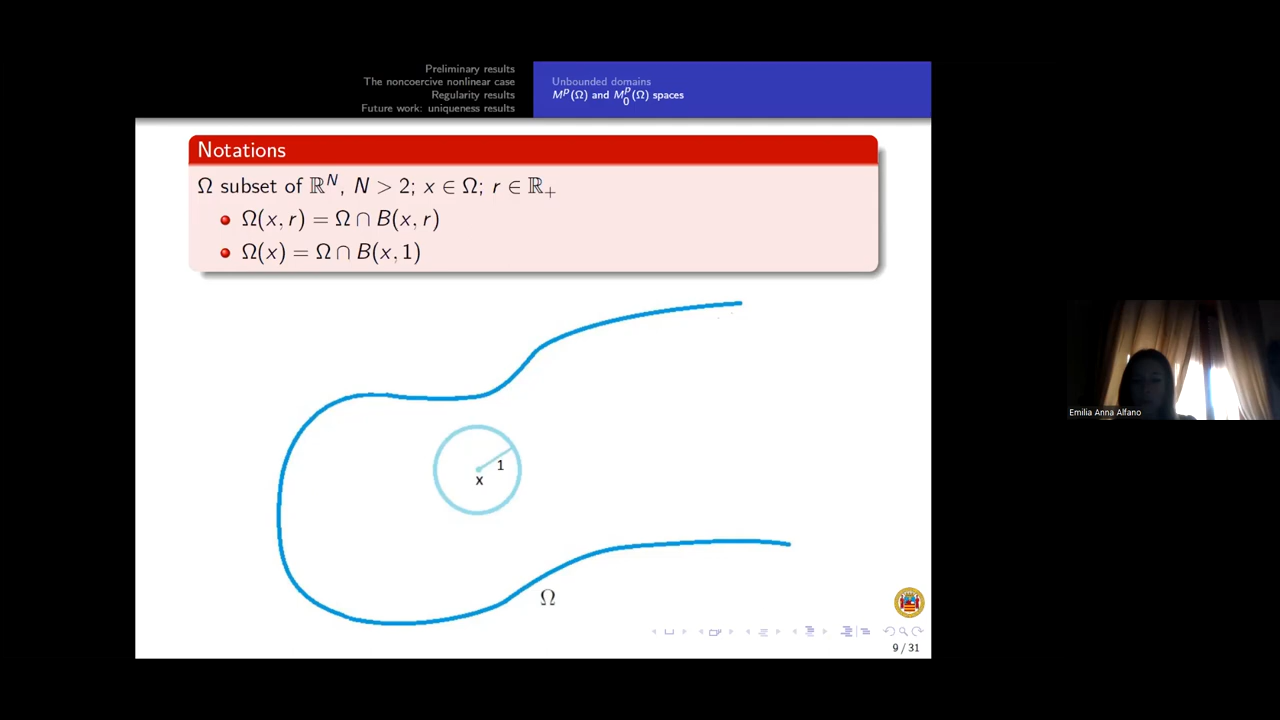 Preliminary results
The noncoercive nonlinear case
Regularity results
Future work: uniqueness results
Unbounded domains
M^p(Ω) and M_0^p(Ω) spaces
Notations
Ω subset of ℝ^N, N > 2; x ∈ Ω; r ∈ ℝ_+
Ω(x, r) = Ω ∩ B(x, r)
Ω(x) = Ω ∩ B(x, 1)
1
x
Ω
9 / 31
Emilia Anna Alfano